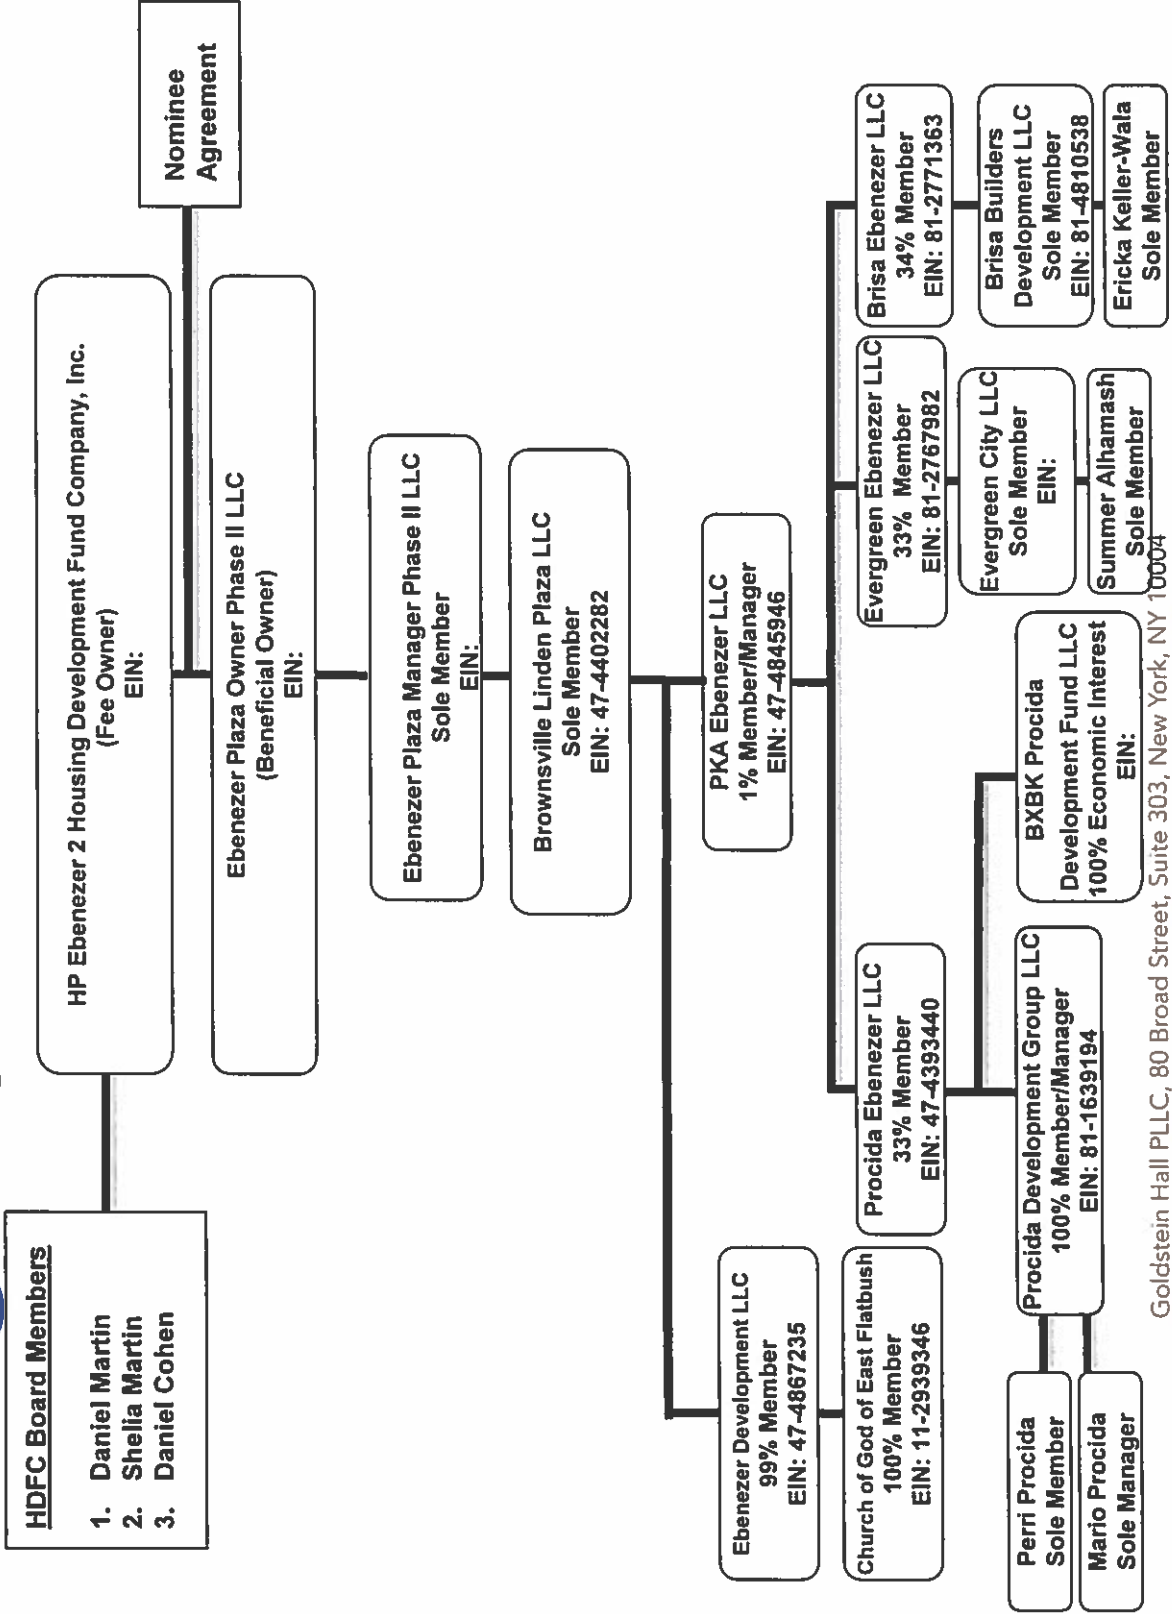 HDFC Board Members
1. Daniel Martin
2. Shelia Martin
3. Daniel Cohen
HP Ebenezer 2 Housing Development Fund Company, Inc.
(Fee Owner)
EIN:
Nominee
Agreement
Ebenezer Plaza Owner Phase II LLC
(Beneficial Owner)
EIN:
Ebenezer Plaza Manager Phase II LLC
Sole Member
EIN:
Brownsville Linden Plaza LLC
Sole Member
EIN: 47-4402282
Ebenezer Development LLC
99% Member
EIN: 47-4867235
Church of God of East Flatbush
100% Member
EIN: 11-2939346
PKA Ebenezer LLC
1% Member/Manager
EIN: 47-4845946
Procida Ebenezer LLC
33% Member
EIN: 47-4393440
Evergreen Ebenezer LLC
33% Member
EIN: 81-2767982
Brisa Ebenezer LLC
34% Member
EIN: 81-2771363
Evergreen City LLC
Sole Member
EIN:
Brisa Builders
Development LLC
Sole Member
EIN: 81-4810538
Perri Procida
Sole Member
Mario Procida
Sole Manager
Procida Development Group LLC
100% Member/Manager
EIN: 81-1639194
BXBK Procida
Development Fund LLC
100% Economic Interest
EIN:
Summer Alhamash
Sole Member
Ericka Keller-Wala
Sole Member
Goldstein Hall PLLC, 80 Broad Street, Suite 303, New York, NY 10004